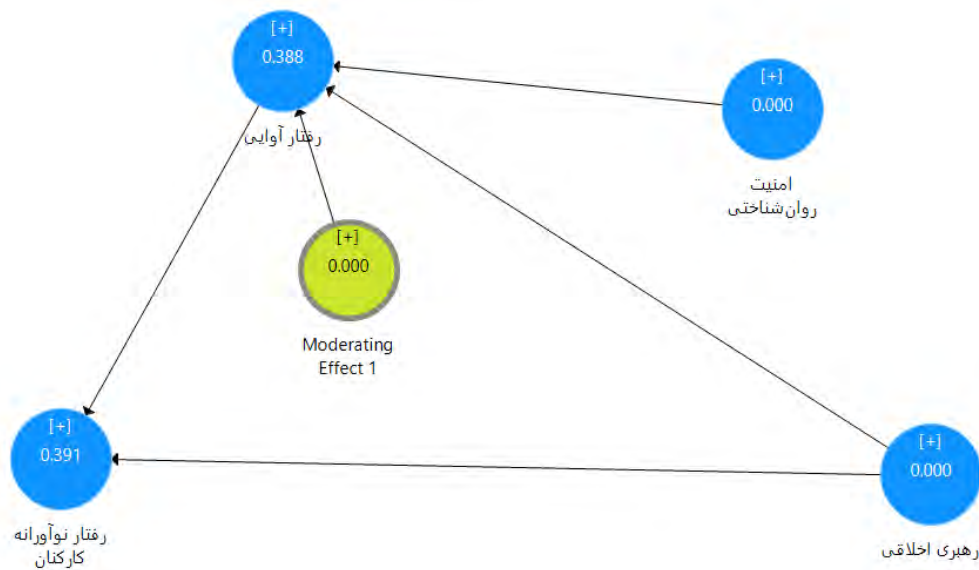 [+]
0.388
رفتار آوایی
[+]
0.000
امنیت
روان‌شناختی
[+]
0.000
Moderating
Effect 1
[+]
0.391
رفتار نوآورانه
کارکنان
[+]
0.000
رهبری اخلاقی